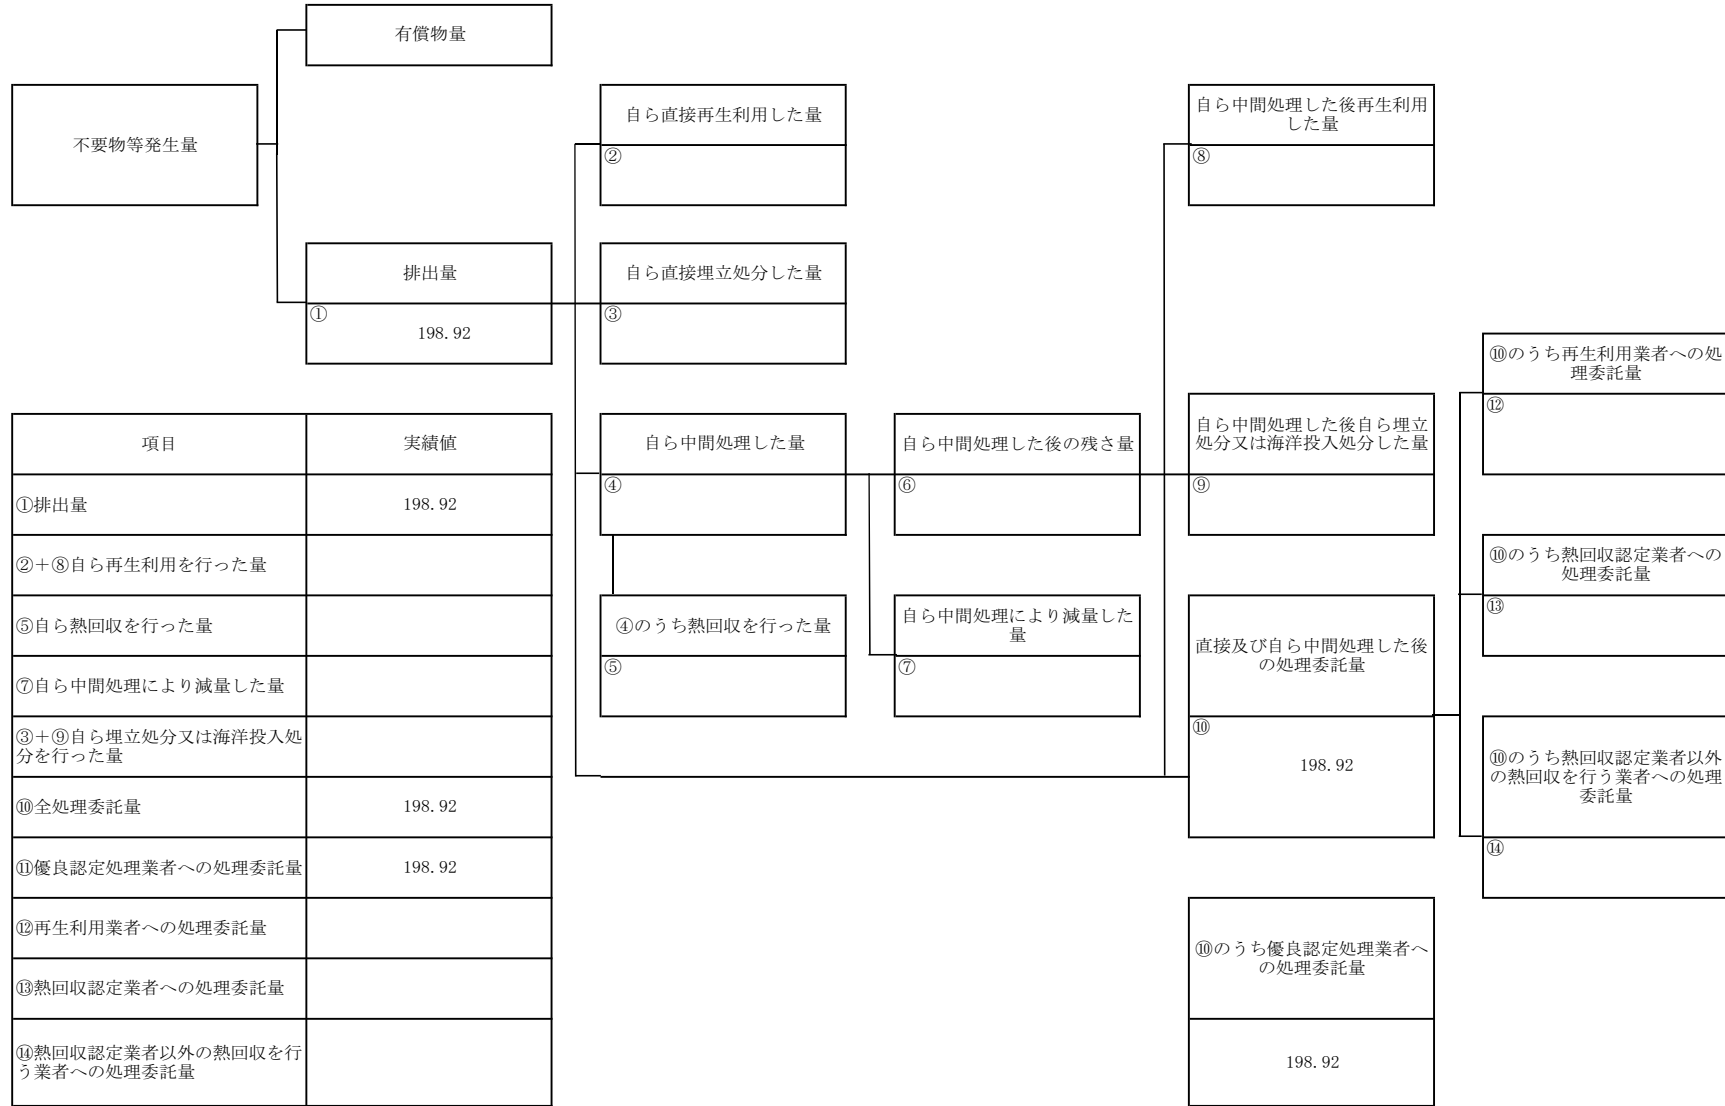 有償物量
不要物等発生量
自ら直接再生利用した量
②
自ら中間処理した後再生利用
した量
⑧
排出量
①
198.92
自ら直接埋立処分した量
③
⑩のうち再生利用業者への処
理委託量
⑫
自ら中間処理した量
④
自ら中間処理した後の残さ量
⑥
自ら中間処理した後自ら埋立
処分又は海洋投入処分した量
⑨
⑩のうち熱回収認定業者への
処理委託量
⑬
④のうち熱回収を行った量
⑤
自ら中間処理により減量した
量
⑦
直接及び自ら中間処理した後
の処理委託量
⑩
198.92
⑩のうち熱回収認定業者以外
の熱回収を行う業者への処理
委託量
⑭
⑩のうち優良認定処理業者へ
の処理委託量
198.92
項目 実績値
①排出量 198.92
②＋⑧自ら再生利用を行った量
⑤自ら熱回収を行った量
⑦自ら中間処理により減量した量
③＋⑨自ら埋立処分又は海洋投入処
分を行った量
⑩全処理委託量 198.92
⑪優良認定処理業者への処理委託量 198.92
⑫再生利用業者への処理委託量
⑬熱回収認定業者への処理委託量
⑭熱回収認定業者以外の熱回収を行
う業者への処理委託量